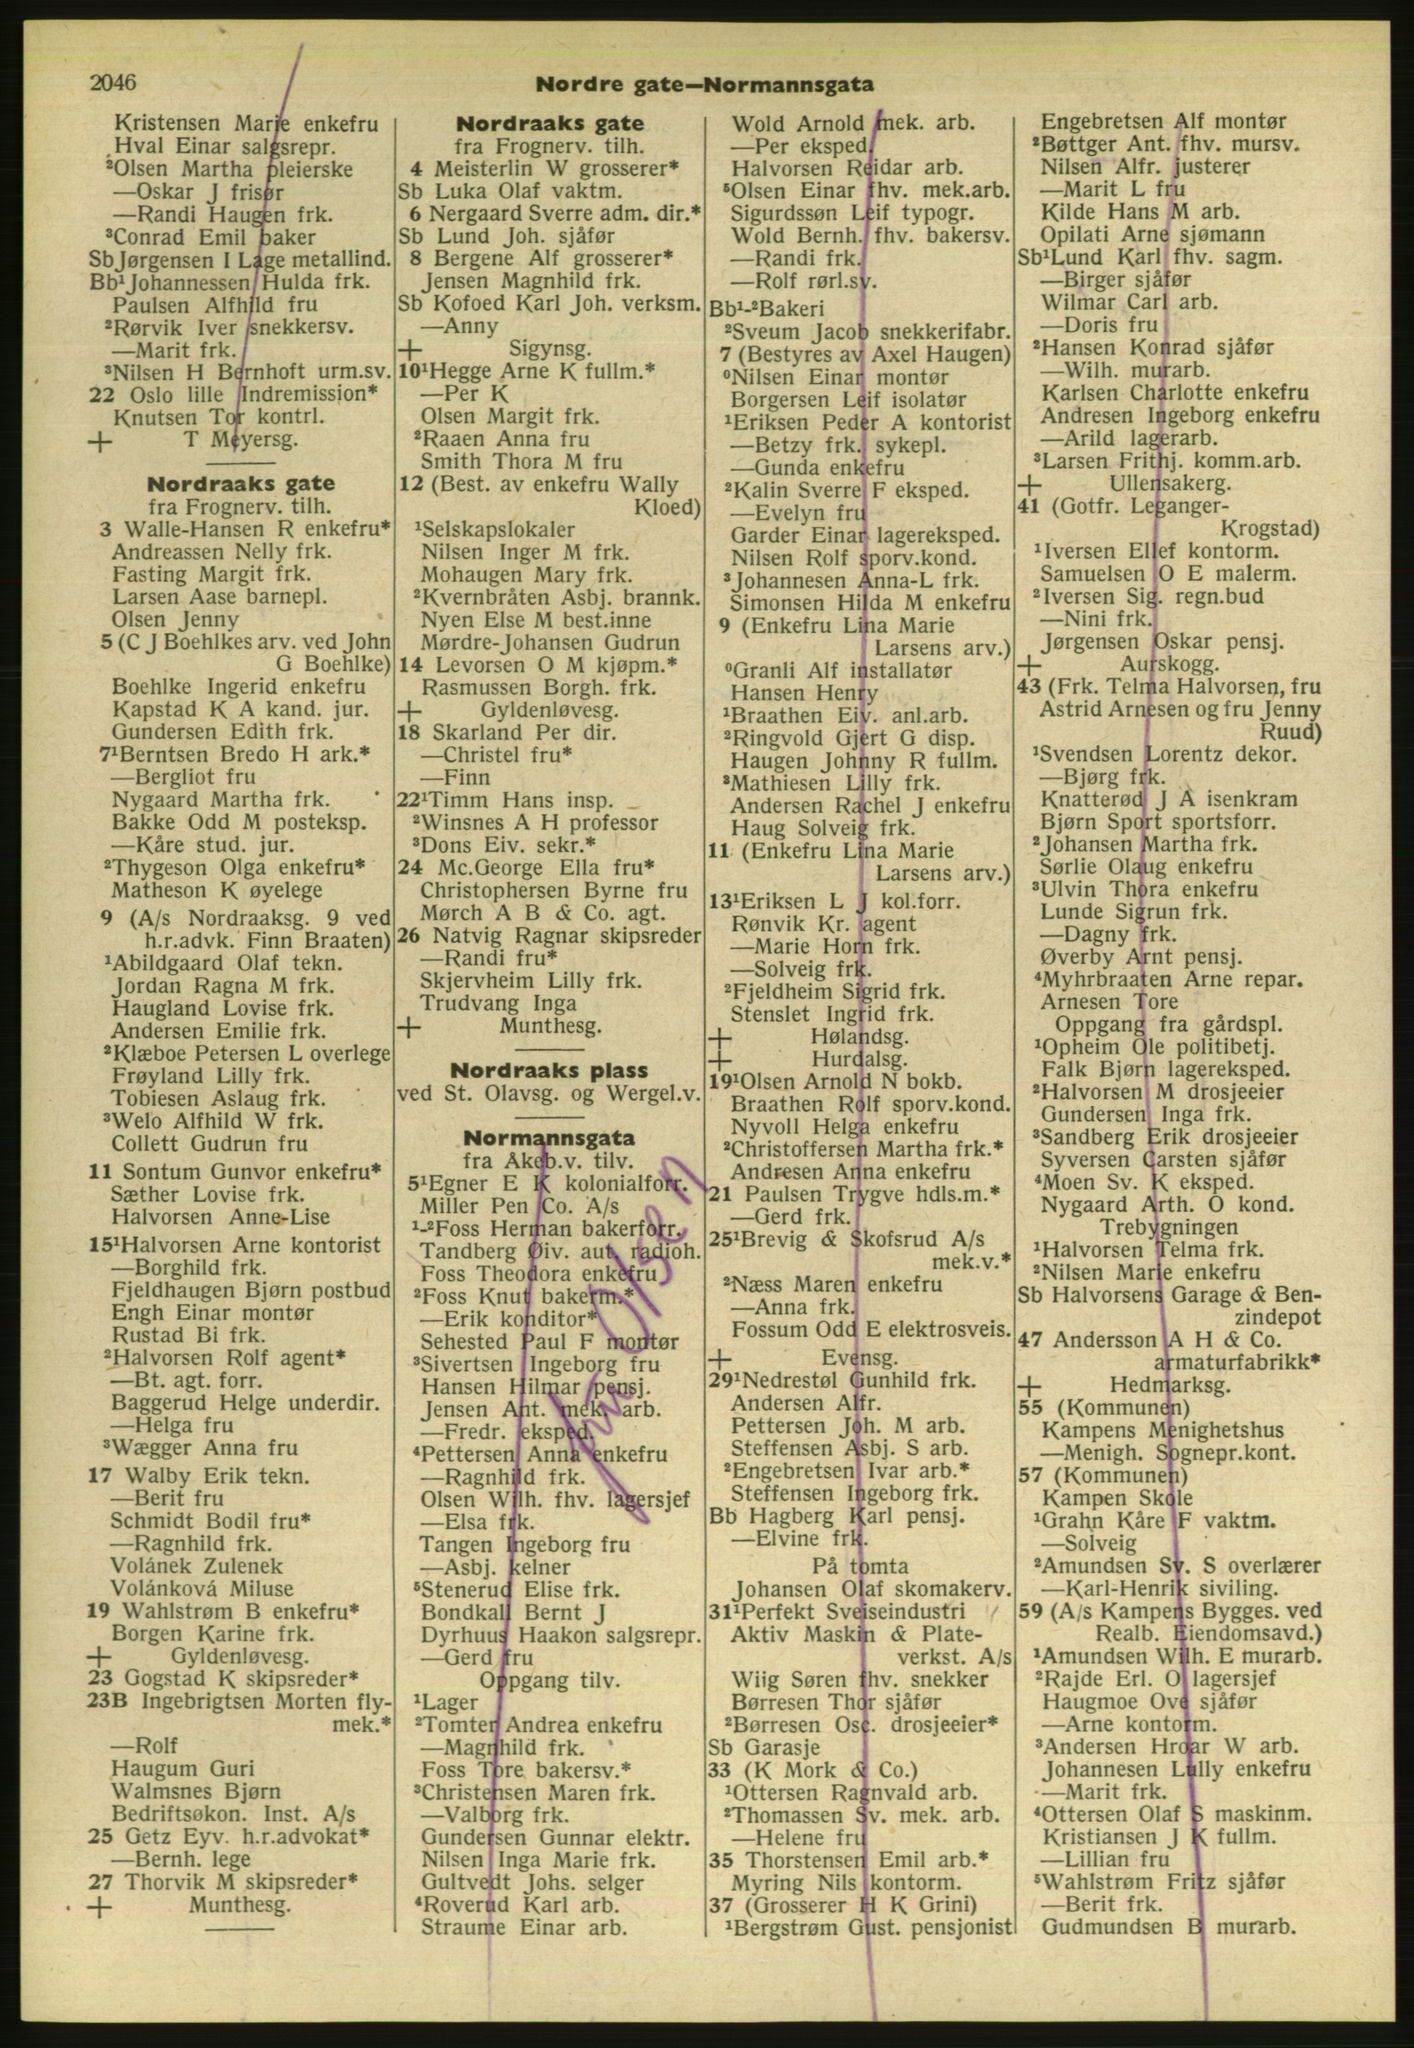 2046
Nordre gate—Normannsgata
Kristensen Marie enkefru
Hval Einar salgsrepr.
²Olsen Martha pleierske
—Oskar J frisør
—Randi Haugen frk.
³Conrad Emil baker
Sb Jørgensen I Lage metallind.
Bb¹Johannessen Hulda frk.
Paulsen Alfhild fru
²Rørvik Iver snekkersv.
—Marit frk.
³Nilsen H Bernhoft urm.sv.
22 Oslo lille Indremission*
Knutsen Tor kontrl.
+ T Meyersg.
Nordraaks gate
fra Frognerv. tilh.
3 Walle-Hansen R enkefru*
Andreassen Nelly frk.
Fasting Margit frk.
Larsen Aase barnepl.
Olsen Jenny
5 (C J Boehlkes arv. ved John
G Boehlke)
Boehlke Ingerid enkefru
Kapstad K A kand. jur.
Gundersen Edith frk.
7¹Berntsen Bredo H ark.*
—Bergliot fru
Nygaard Martha frk.
Bakke Odd M posteksp.
—Kåre stud. jur.
²Thygeson Olga enkefru*
Matheson K øyelege
9 (A/s Nordraaksg. 9 ved
h.r.advk. Finn Braaten)
¹Abildgaard Olaf tekn.
Jordan Ragna M frk.
Haugland Lovise frk.
Andersen Emilie frk.
²Klæboe Petersen L overlege
Frøyland Lilly frk.
Tobiesen Aslaug frk.
³Welo Alfhild W frk.
Collett Gudrun fru
11 Sontum Gunvor enkefru*
Sæther Lovise frk.
Halvorsen Anne-Lise
15¹Halvorsen Arne kontorist
—Borghild frk.
Fjeldhaugen Bjørn postbud
Engh Einar montør
Rustad Bi frk.
²Halvorsen Rolf agent*
—Bt. agt. forr.
Baggerud Helge underdir.
—Helga fru
³Wægger Anna fru
17 Walby Erik tekn.
—Berit fru
Schmidt Bodil fru*
—Ragnhild frk.
Volánek Zulenek
Volánková Miluse
19 Wahlstrøm B enkefru*
Borgen Karine frk.
+ Gyldenløvesg.
23 Gogstad K skipsreder*
23B Ingebrigtsen Morten fly-
mek.*
—Rolf
Haugum Guri
Walmsnes Bjørn
Bedriftsøkon. Inst. A/s
25 Getz Eyv. h.r.advokat*
—Bernh. lege
27 Thorvik M skipsreder*
+ Munthesg.
Nordraaks gate
fra Frognerv. tilh.
4 Meisterlin W grosserer*
Sb Luka Olaf vaktm.
6 Nergaard Sverre adm. dir.*
Sb Lund Joh. sjåfør
8 Bergene Alf grosserer*
Jensen Magnhild frk.
Sb Kofoed Karl Joh. verksm.
—Anny
+ Sigynsg.
10¹Hegge Arne K fullm.*
—Per K
Olsen Margit frk.
²Raaen Anna fru
Smith Thora M fru
12 (Best. av enkefru Wally
Kloed)
¹Selskapslokaler
Nilsen Inger M frk.
Mohaugen Mary frk.
²Kvernbråten Asbj. brannk.
Nyen Else M best.inne
Mørdre-Johansen Gudrun
14 Levorsen O M kjøpm.*
Rasmussen Borgh. frk.
+ Gyldenløvesg.
18 Skarland Per dir.
—Christel fru*
—Finn
22¹Timm Hans insp.
²Winsnes A H professor
³Dons Eiv. sekr.*
24 Mc.George Ella fru*
Christophersen Byrne fru
Mørch A B & Co. agt.
26 Natvig Ragnar skipsreder
—Randi fru*
Skjervheim Lilly frk.
Trudvang Inga
+ Munthesg.
Nordraaks plass
ved St. Olavsg. og Wergel.v.
Normannsgata
fra Åkeb.v. tilv.
5¹Egner E K kolonialforr.
Miller Pen Co. A/s
¹-²Foss Herman bakerforr.
Tandberg Øiv. aut. radioh.
Foss Theodora enkefru
²Foss Knut bakerm.*
—Erik konditor*
Sehested Paul F montør
³Sivertsen Ingeborg fru
Hansen Hilmar pensj.
Jensen Ant. mek. arb.
—Fredr. eksped.
⁴Pettersen Anna enkefru
—Ragnhild frk.
Olsen Wilh. fhv. lagersjef
—Elsa frk.
Tangen Ingeborg fru
—Asbj. kelner
⁵Stenerud Elise frk.
Bondkall Bernt J
Dyrhuus Haakon salgsrepr.
—Gerd fru
Oppgang tilv.
¹Lager
²Tomter Andrea enkefru
—Magnhild frk.
Foss Tore bakersv.*
³Christensen Maren frk.
—Valborg frk.
Gundersen Gunnar elektr.
Nilsen Inga Marie frk.
Gultvedt Johs. selger
⁴Roverud Karl arb.
Straume Einar arb.
Olsen
Wold Arnold mek. arb.
—Per eksped.
Halvorsen Reidar arb.
⁵Olsen Einar fhv. mek.arb.
Sigurdssøn Leif typogr.
Wold Bernh. fhv. bakersv.
—Randi frk.
—Rolf rørl.sv.
Bb¹-²Bakeri
²Sveum Jacob snekkerifabr.
7 (Bestyres av Axel Haugen)
⁰Nilsen Einar montør
Borgersen Leif isolatør
¹Eriksen Peder A kontorist
—Betzy frk. sykepl.
—Gunda enkefru
²Kalin Sverre F eksped.
—Evelyn fru
Garder Einar lagereksped.
Nilsen Rolf sporv.kond.
³Johannesen Anna-L frk.
Simonsen Hilda M enkefru
9 (Enkefru Lina Marie
Larsens arv.)
⁰Granli Alf installatør
Hansen Henry
¹Braathen Eiv. anl.arb.
²Ringvold Gjert G disp.
Haugen Johnny R fullm.
³Mathiesen Lilly frk.
Andersen Rachel J enkefru
Haug Solveig frk.
11 (Enkefru Lina Marie
Larsens arv.)
13¹Eriksen L J kol.forr.
Rønvik Kr. agent
—Marie Horn frk.
—Solveig frk.
²Fjeldheim Sigrid frk.
Stenslet Ingrid frk.
+ Hølandsg.
+ Hurdalsg.
19¹Olsen Arnold N bokb.
Braathen Rolf sporv.kond.
Nyvoll Helga enkefru
²Christoffersen Martha frk.*
Andresen Anna enkefru
21 Paulsen Trygve hdls.m.*
—Gerd frk.
25¹Brevig & Skofsrud A/s
mek.v.*
²Næss Maren enkefru
—Anna frk.
Fossum Odd E elektrosveis.
+ Evensg.
29¹Nedrestøl Gunhild frk.
Andersen Alfr.
Pettersen Joh. M arb.
Steffensen Asbj. S arb.
²Engebretsen Ivar arb.*
Steffensen Ingeborg frk.
Bb Hagberg Karl pensj.
—Elvine frk.
På tomta
Johansen Olaf skomakerv.
31¹Perfekt Sveiseindustri
Aktiv Maskin & Plate-
verkst. A/s
Wiig Søren fhv. snekker
Børresen Thor sjåfør
²Børresen Osc. drosjeeier*
Sb Garasje
33 (K Mork & Co.)
¹Ottersen Ragnvald arb.
²Thomassen Sv. mek. arb.
—Helene fru
35 Thorstensen Emil arb.*
Myring Nils kontorm.
37 (Grosserer H K Grini)
¹Bergstrøm Gust. pensjonist
Engebretsen Alf montør
²Bøttger Ant. fhv. mursv.
Nilsen Alfr. justerer
—Marit L fru
Kilde Hans M arb.
Opilati Arne sjømann
Sb¹Lund Karl fhv. sagm.
—Birger sjåfør
Wilmar Carl arb.
—Doris fru
²Hansen Konrad sjåfør
—Wilh. murarb.
Karlsen Charlotte enkefru
Andresen Ingeborg enkefru
—Arild lagerarb.
³Larsen Frithj. komm.arb.
+ Ullensakerg.
41 (Gotfr. Leganger-
Krogstad)
¹Iversen Ellef kontorm.
Samuelsen O E malerm.
²Iversen Sig. regn.bud
—Nini frk.
Jørgensen Oskar pensj.
+ Aurskogg.
43 (Frk. Telma Halvorsen, fru
Astrid Arnesen og fru Jenny
Ruud)
¹Svendsen Lorentz dekor.
—Bjørg frk.
Knatterød J A isenkram
Bjørn Sport sportsforr.
²Johansen Martha frk.
Sørlie Olaug enkefru
³Ulvin Thora enkefru
Lunde Sigrun frk.
—Dagny frk.
Øverby Arnt pensj.
⁴Myhrbraaten Arne repar.
Arnesen Tore
Oppgang fra gårdspl.
¹Opheim Ole politibetj.
Falk Bjørn lagereksped.
²Halvorsen M drosjeeier
Gundersen Inga frk.
³Sandberg Erik drosjeeier
Syversen Carsten sjåfør
⁴Moen Sv. K eksped.
Nygaard Arth. O kond.
Trebygningen
¹Halvorsen Telma frk.
²Nilsen Marie enkefru
Sb Halvorsens Garage & Ben-
zindepot
47 Andersson A H & Co.
armaturfabrikk*
+ Hedmarksg.
55 (Kommunen)
Kampens Menighetshus
—Menigh. Sognepr.kont.
57 (Kommunen)
Kampen Skole
¹Grahn Kåre F vaktm.
—Solveig
²Amundsen Sv. S overlærer
—Karl-Henrik siviling.
59 (A/s Kampens Bygges. ved
Realb. Eiendomsavd.)
¹Amundsen Wilh. E murarb.
²Rajde Erl. O lagersjef
Haugmoe Ove sjåfør
—Arne kontorm.
³Andersen Hroar W arb.
Johannesen Lully enkefru
—Marit frk.
⁴Ottersen Olaf S maskinm.
Kristiansen J K fullm.
—Lillian fru
⁵Wahlstrøm Fritz sjåfør
—Berit frk.
Gudmundsen B murarb.